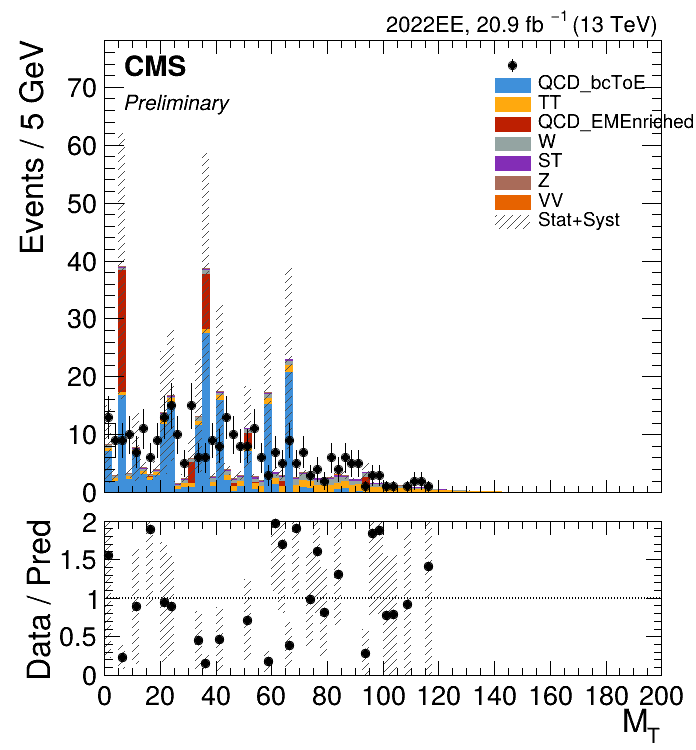 2022EE, 20.9 fb⁻¹ (13 TeV)
CMS
Preliminary
QCD_bcToE
TT
QCD_EMEnriched
W
ST
Z
VV
Stat+Syst
Events / 5 GeV
70
60
50
40
30
20
10
0
Data / Pred
2
1.5
1
0.5
0
0 20 40 60 80 100 120 140 160 180 200
M_T